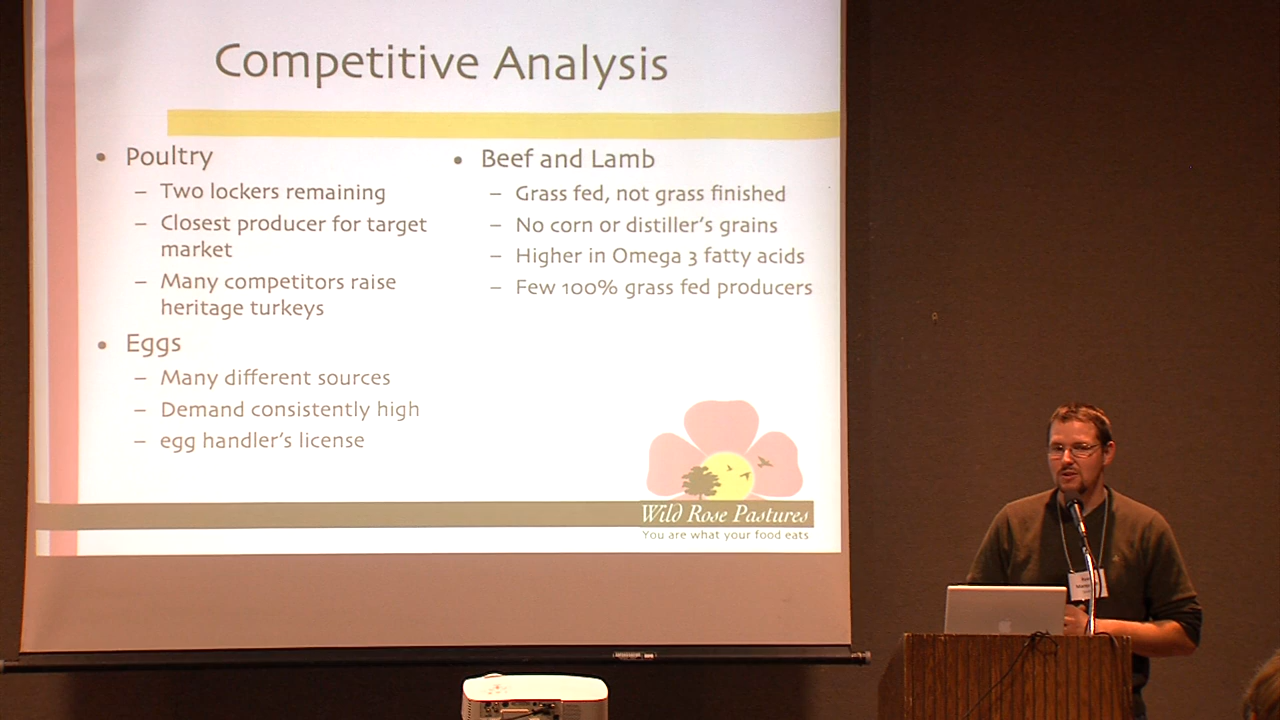 Competitive Analysis
• Poultry
– Two lockers remaining
– Closest producer for target
market
– Many competitors raise
heritage turkeys
• Eggs
– Many different sources
– Demand consistently high
– egg handler's license
• Beef and Lamb
– Grass fed, not grass finished
– No corn or distiller's grains
– Higher in Omega 3 fatty acids
– Few 100% grass fed producers
Wild Rose Pastures
You are what your food eats